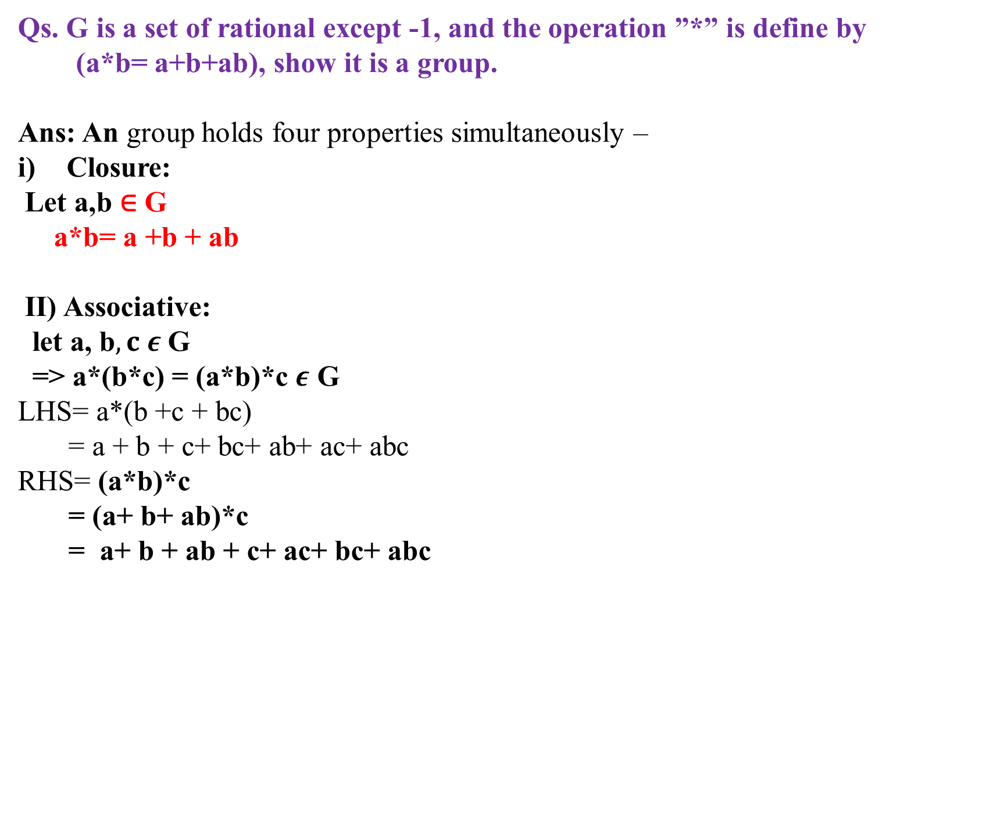 Qs. G is a set of rational except -1, and the operation ”*” is define by
(a*b= a+b+ab), show it is a group.
Ans: An group holds four properties simultaneously –
i) Closure:
Let a,b ∈ G
a*b= a +b + ab
II) Associative:
let a, b, c ϵ G
=> a*(b*c) = (a*b)*c ϵ G
LHS= a*(b +c + bc)
= a + b + c+ bc+ ab+ ac+ abc
RHS= (a*b)*c
= (a+ b+ ab)*c
= a+ b + ab + c+ ac+ bc+ abc